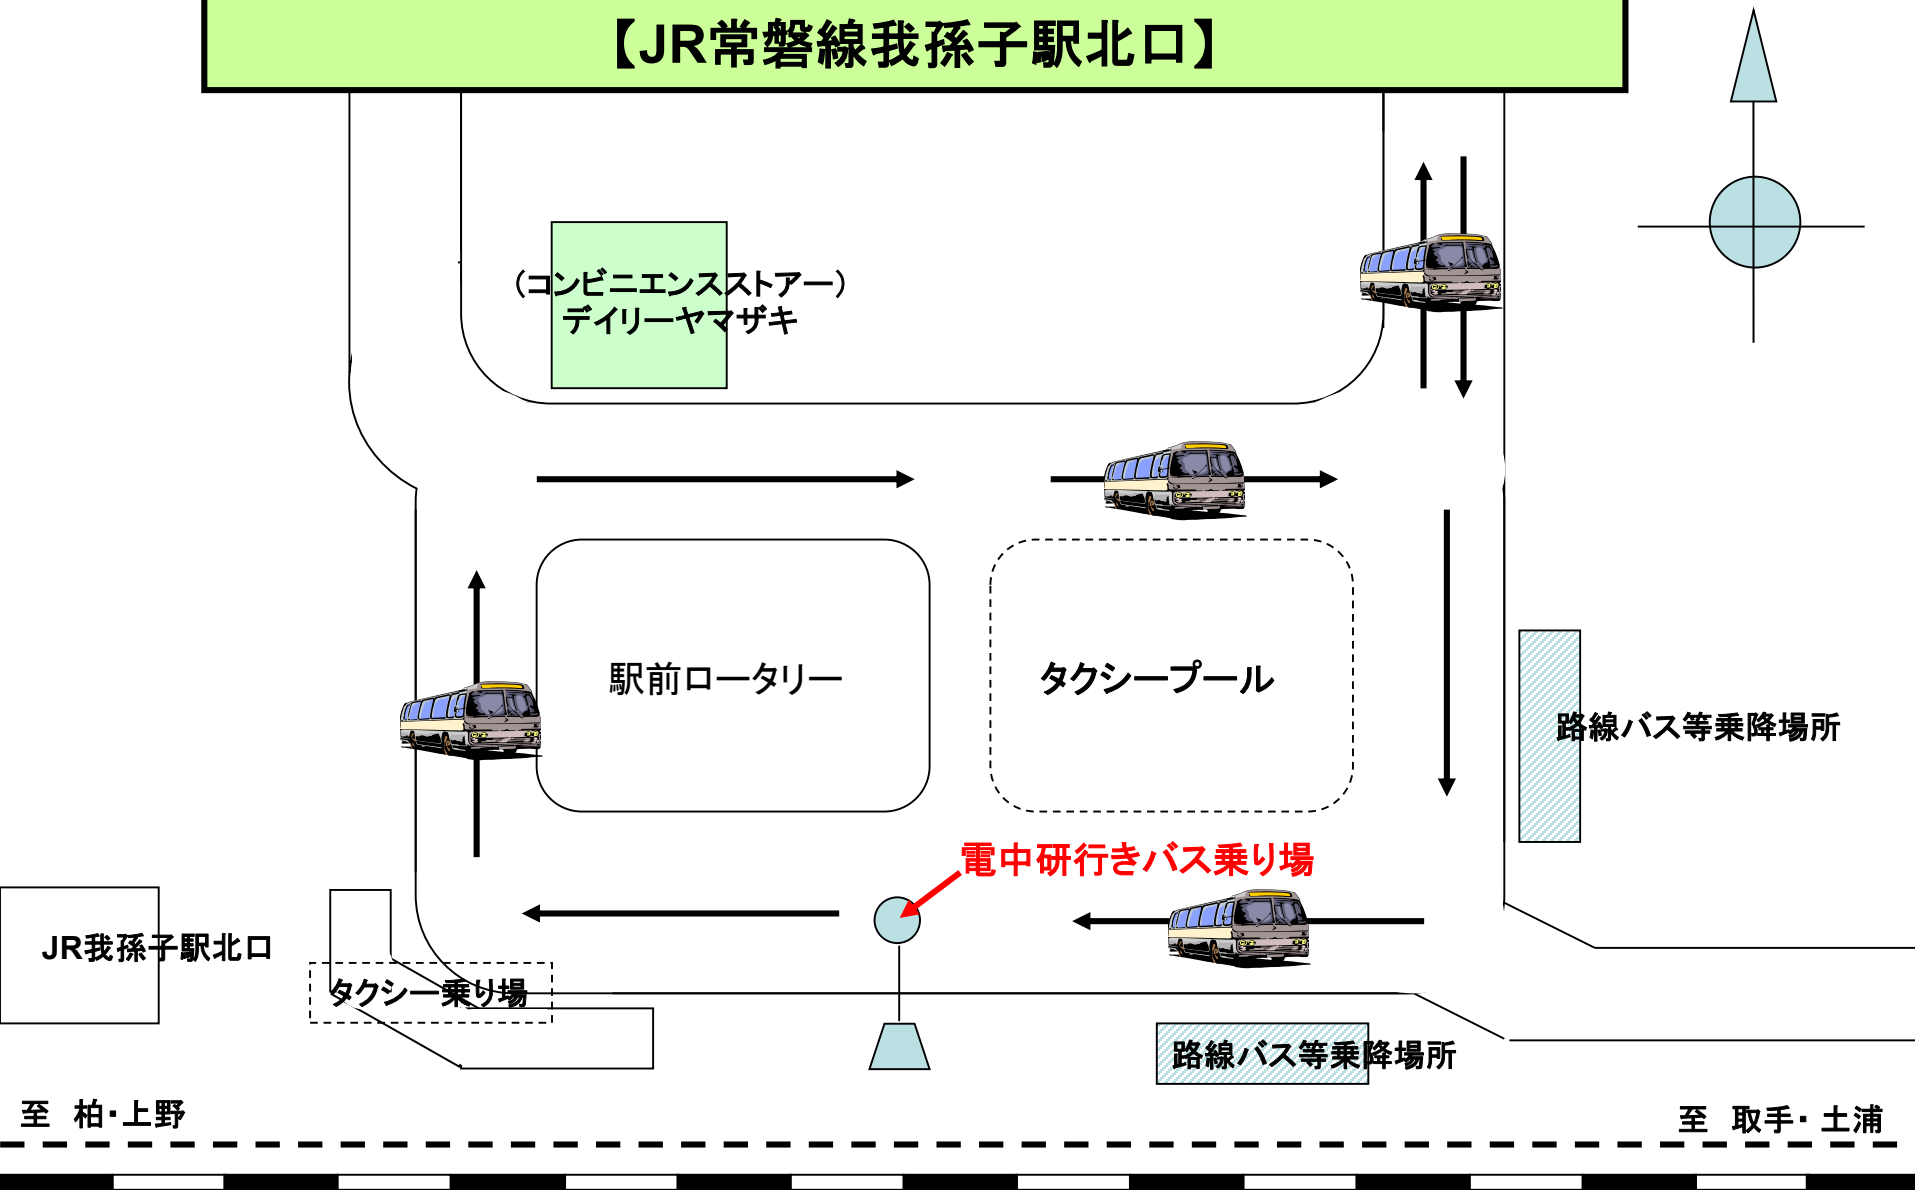 【JR常磐線我孫子駅北口】
（コンビニエンスストアー）
デイリーヤマザキ
駅前ロータリー
タクシープール
路線バス等乗降場所
電中研行きバス乗り場
JR我孫子駅北口
タクシー乗り場
路線バス等乗降場所
至　柏・上野
至　取手・土浦